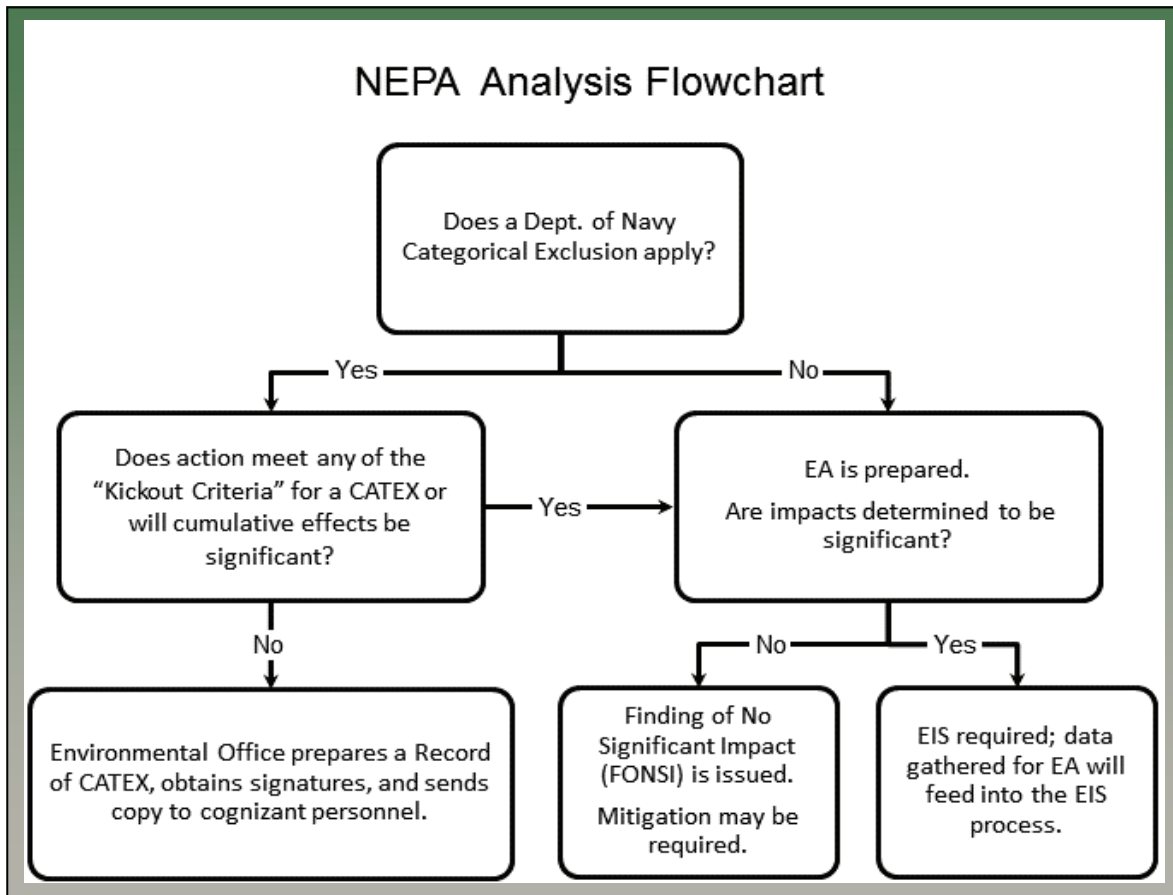 NEPA  Analysis Flowchart
Does a Dept. of Navy
Categorical Exclusion apply?
Yes
No
Does action meet any of the
“Kickout Criteria” for a CATEX or
will cumulative effects be
significant?
Yes
EA is prepared.
Are impacts determined to be
significant?
No
No
Yes
Environmental Office prepares a Record
of CATEX, obtains signatures, and sends
copy to cognizant personnel.
Finding of No
Significant Impact
(FONSI) is issued.
Mitigation may be
required.
EIS required; data
gathered for EA will
feed into the EIS
process.